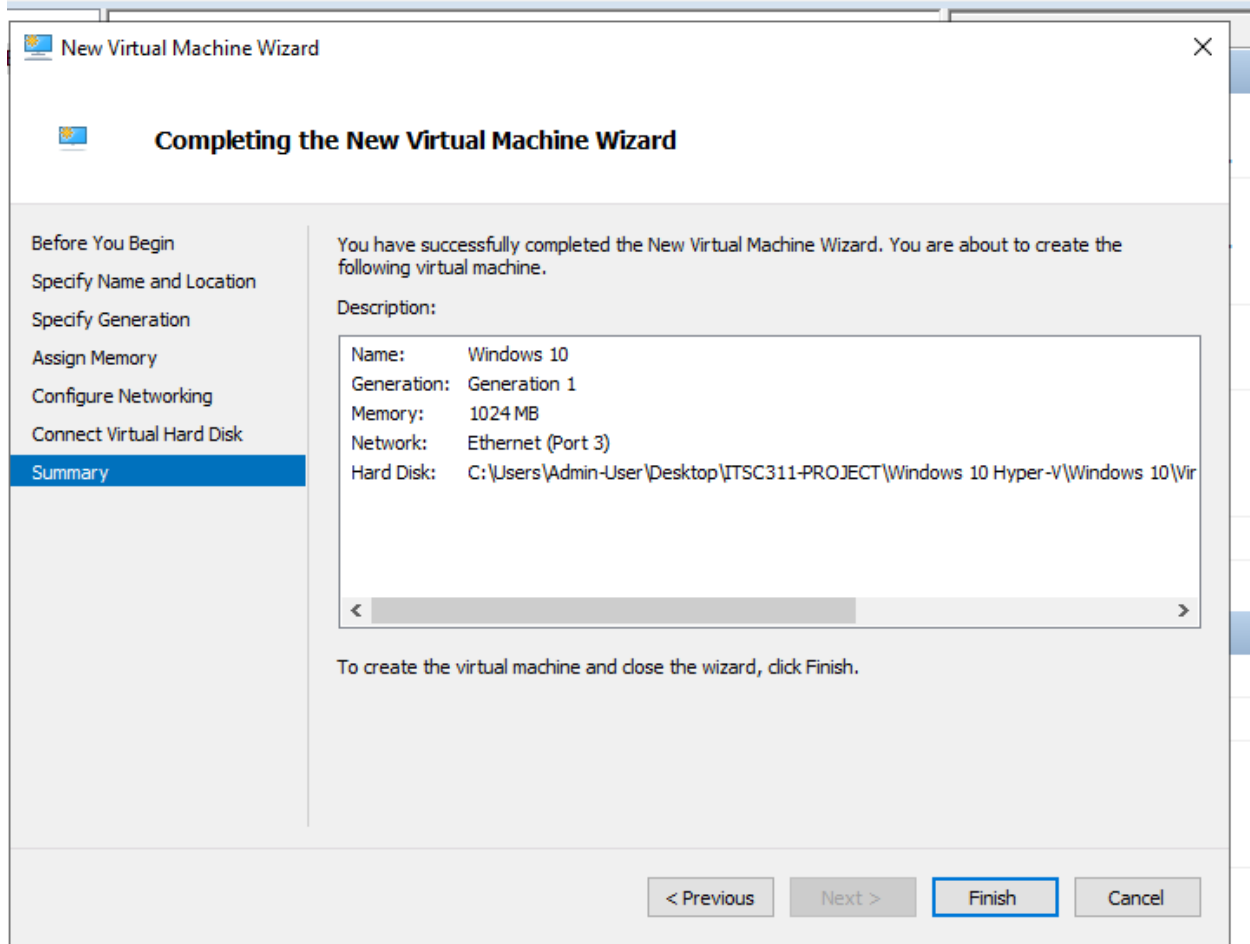 New Virtual Machine Wizard
Completing the New Virtual Machine Wizard
Before You Begin
Specify Name and Location
Specify Generation
Assign Memory
Configure Networking
Connect Virtual Hard Disk
Summary
You have successfully completed the New Virtual Machine Wizard. You are about to create the
following virtual machine.
Description:
Name: Windows 10
Generation: Generation 1
Memory: 1024 MB
Network: Ethernet (Port 3)
Hard Disk: C:\Users\Admin-User\Desktop\ITSC311-PROJECT\Windows 10 Hyper-V\Windows 10\Vir
To create the virtual machine and close the wizard, click Finish.
< Previous
Next >
Finish
Cancel